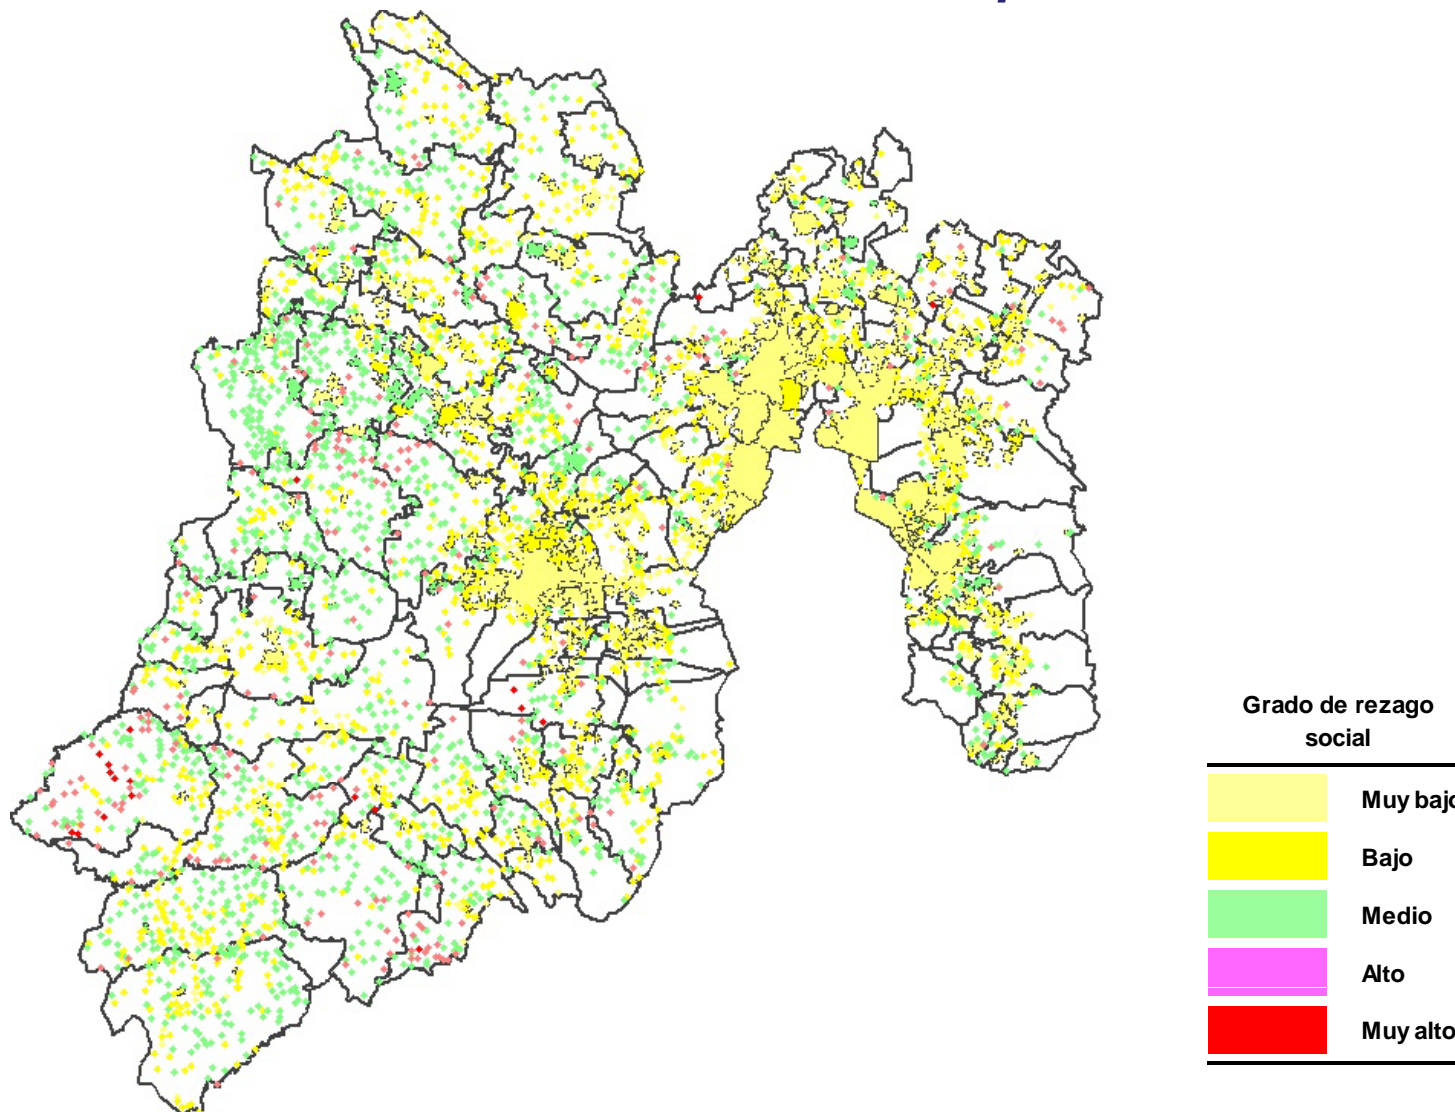 Grado de rezago
social
Muy bajo
Bajo
Medio
Alto
Muy alto